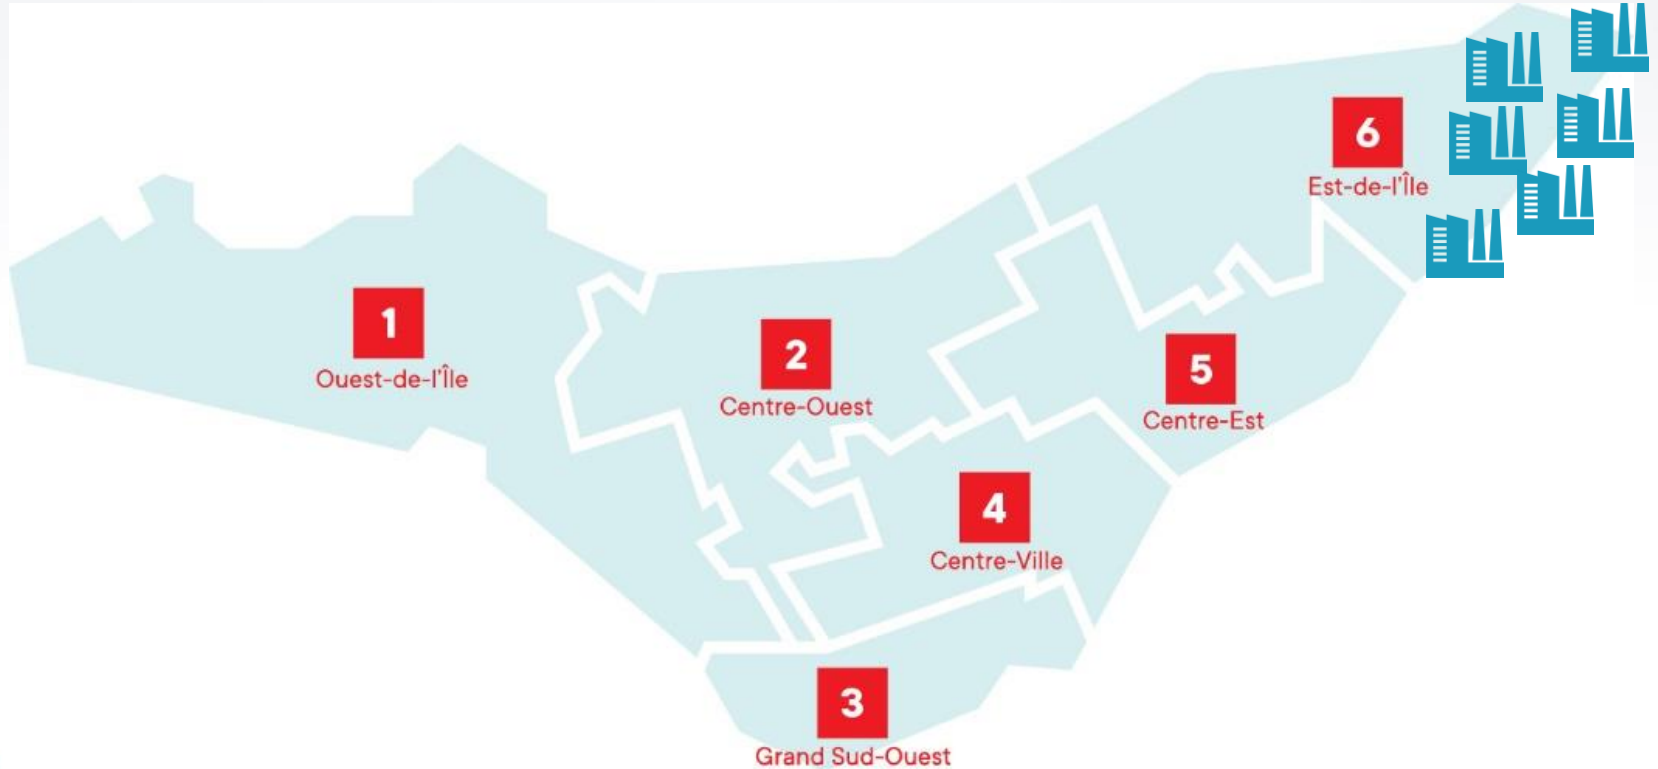 6
Est-de-l'Île
1
Ouest-de-l'Île
2
Centre-Ouest
5
Centre-Est
4
Centre-Ville
3
Grand Sud-Ouest